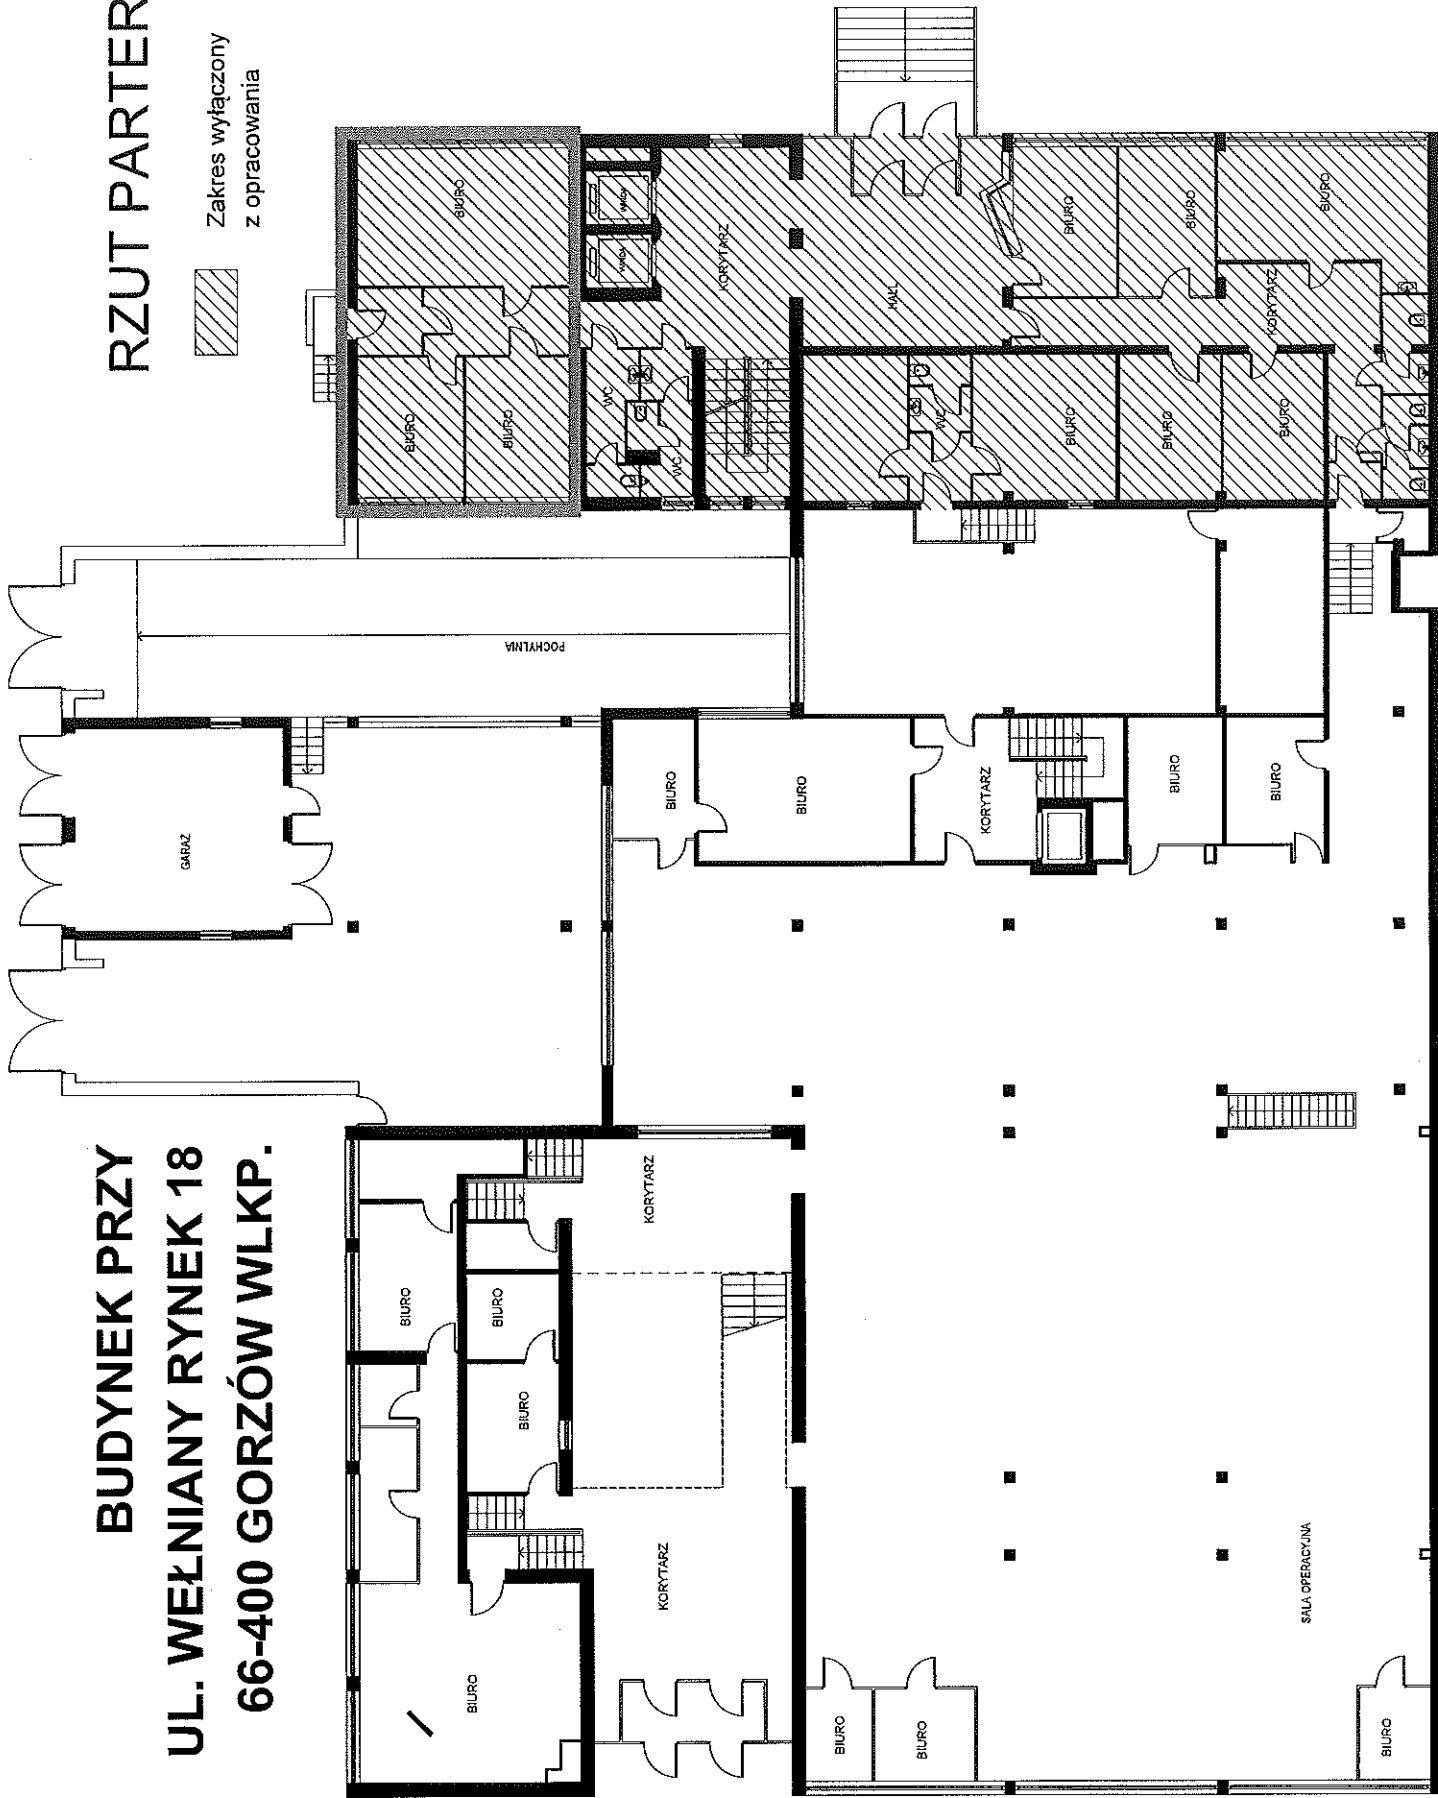 BUDYNEK PRZY
UL. WEŁNIANY RYNEK 18
66-400 GORZÓW WLKP.
RZUT PARTER
Zakres wyłączony
z opracowania
GARAŻ
BIURO
BIURO
BIURO
BIURO
BIURO
BIURO
BIURO
POCHYLNIA
WC
WINDA
WINDA
KORYTARZ
KORYTARZ
BIURO
WC
KORYTARZ
BIURO
BIURO
HALL
BIURO
WC
KORYTARZ
BIURO
BIURO
BIURO
BIURO
BIURO
BIURO
BIURO
KORYTARZ
SALA OPERACYJNA
BIURO
BIURO